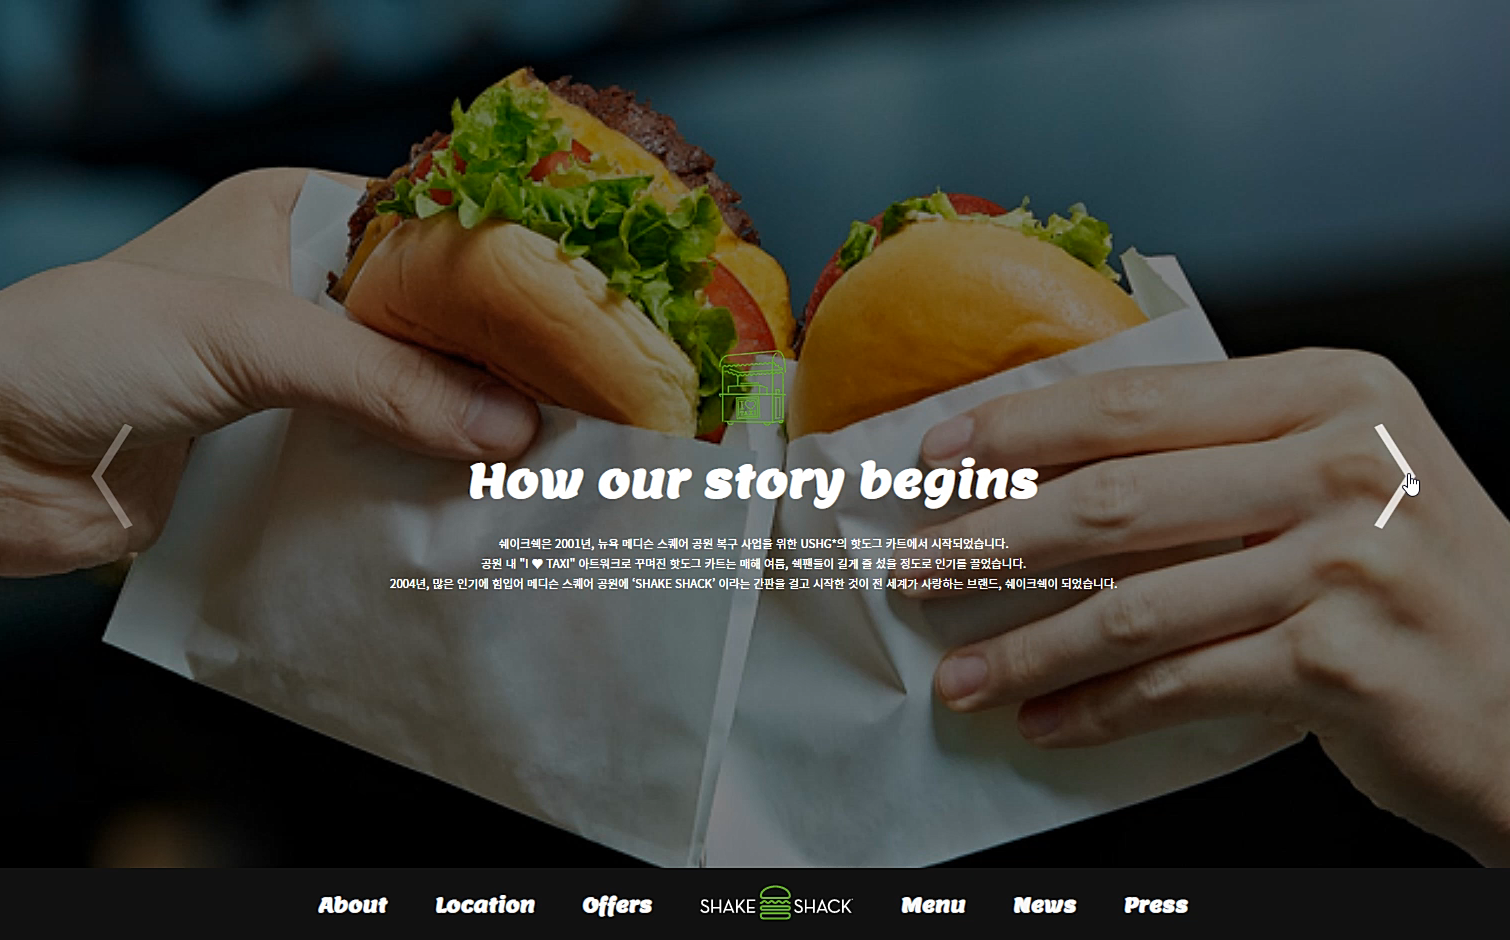 I ♡
TAXI
How our story begins
쉐이크쉑은 2001년, 뉴욕 메디슨 스퀘어 공원 복구 사업을 위한 USHG*의 핫도그 카트에서 시작되었습니다.
공원 내 "I ♥ TAXI" 아트워크로 꾸며진 핫도그 카트는 매해 여름, 쉑팬들이 길게 줄 섰을 정도로 인기를 끌었습니다.
2004년, 많은 인기에 힘입어 메디슨 스퀘어 공원에 ‘SHAKE SHACK’ 이라는 간판을 걸고 시작한 것이 전 세계가 사랑하는 브랜드, 쉐이크쉑이 되었습니다.
About Location Offers SHAKE SHACK Menu News Press